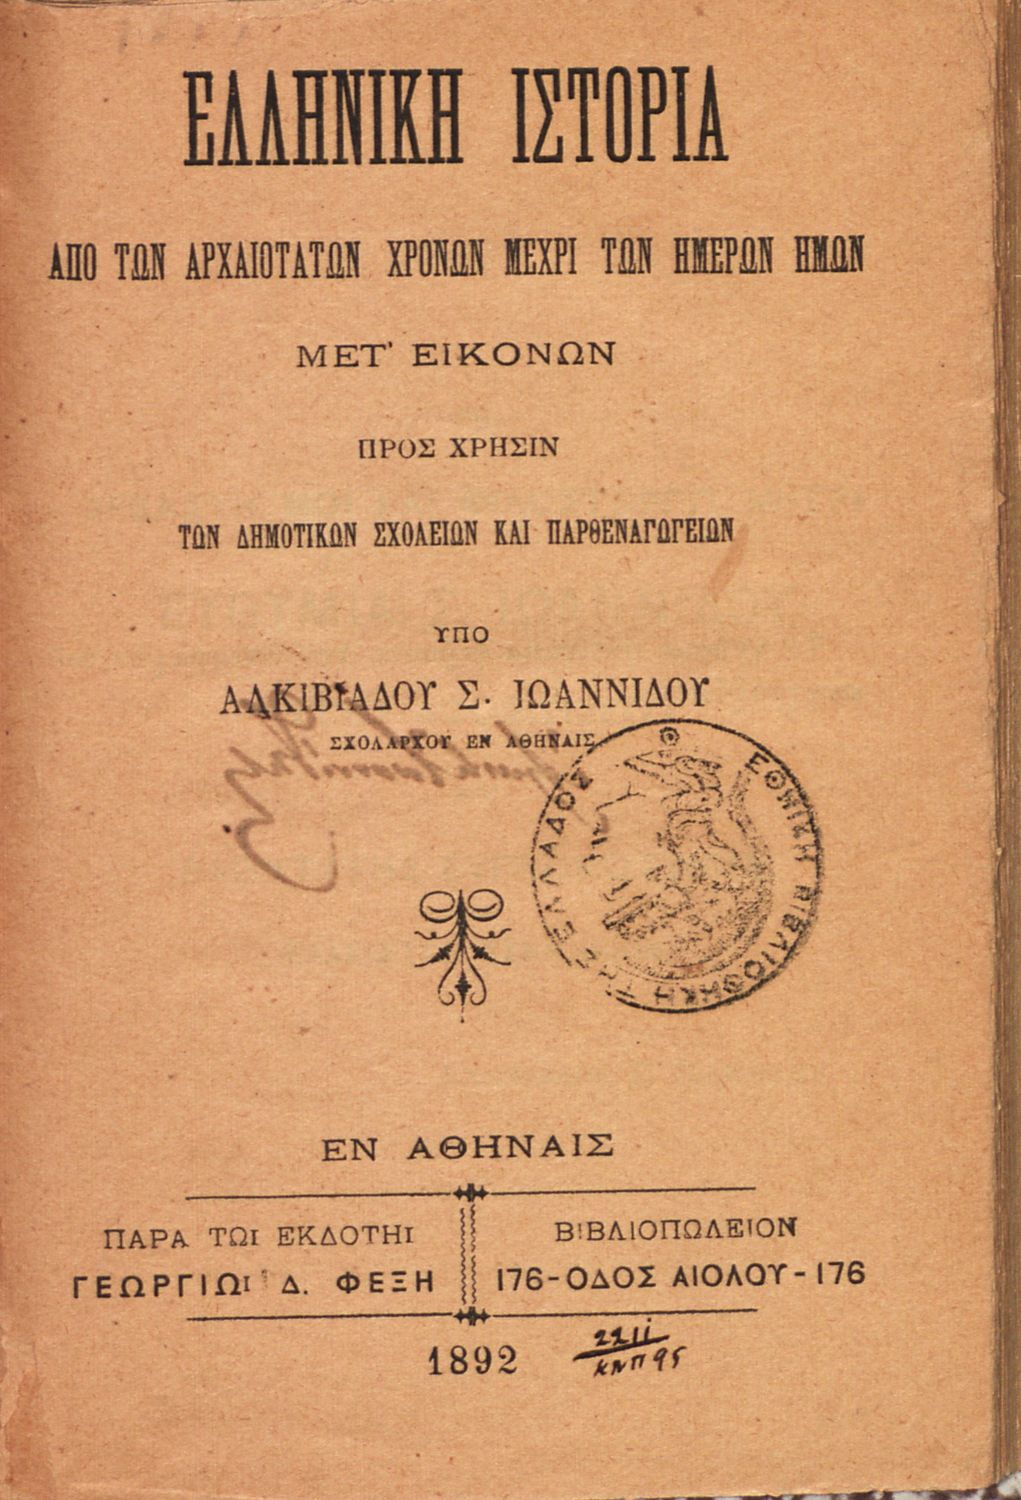 ΕΛΛΗΝΙΚΗ ΙΣΤΟΡΙΑ
ΑΠΟ ΤΩΝ ΑΡΧΑΙΟΤΑΤΩΝ ΧΡΟΝΩΝ ΜΕΧΡΙ ΤΩΝ ΗΜΕΡΩΝ ΗΜΩΝ
ΜΕΤ' ΕΙΚΟΝΩΝ
ΠΡΟΣ ΧΡΗΣΙΝ
ΤΩΝ ΔΗΜΟΤΙΚΩΝ ΣΧΟΛΕΙΩΝ ΚΑΙ ΠΑΡΘΕΝΑΓΩΓΕΙΩΝ
ΥΠΟ
ΑΛΚΙΒΙΑΔΟΥ Σ. ΙΩΑΝΝΙΔΟΥ
ΣΧΟΛΑΡΧΟΥ ΕΝ ΑΘΗΝΑΙΣ
ΕΘΝΙΚΗ ΒΙΒΛΙΟΘΗΚΗ ΤΗΣ ΕΛΛΑΔΟΣ
ΕΝ ΑΘΗΝΑΙΣ
ΠΑΡΑ ΤΩΙ ΕΚΔΟΤΗΙ
ΓΕΩΡΓΙΩΙ Δ. ΦΕΞΗ
ΒΙΒΛΙΟΠΩΛΕΙΟΝ
176-ΟΔΟΣ ΑΙΟΛΟΥ-176
1892